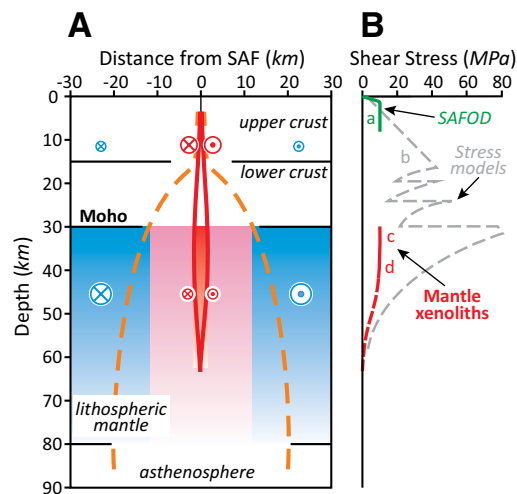 A
B
Distance from SAF (km)
Shear Stress (MPa)
-30 -20 -10 0 10 20 30
0 20 40 60 80
0
10
20
30
40
50
60
70
80
90
Depth (km)
upper crust
lower crust
Moho
lithospheric
mantle
asthenosphere
a
SAFOD
b
Stress
models
c
d
Mantle
xenoliths